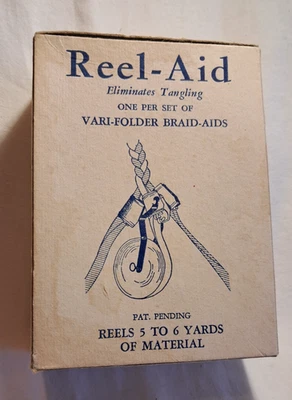 Reel-Aid
Eliminates Tangling
ONE PER SET OF
VARI-FOLDER BRAID-AIDS
PAT. PENDING
REELS 5 TO 6 YARDS
OF MATERIAL